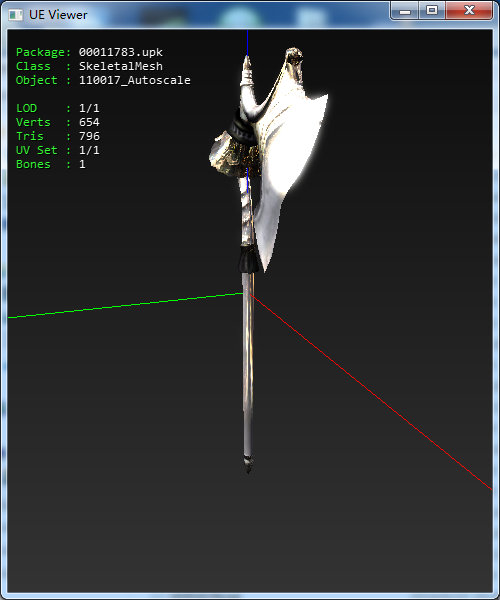 UE Viewer
Package: 00011783.upk
Class : SkeletalMesh
Object : 110017_Autoscale
LOD : 1/1
Verts : 654
Tris : 796
UV Set : 1/1
Bones : 1